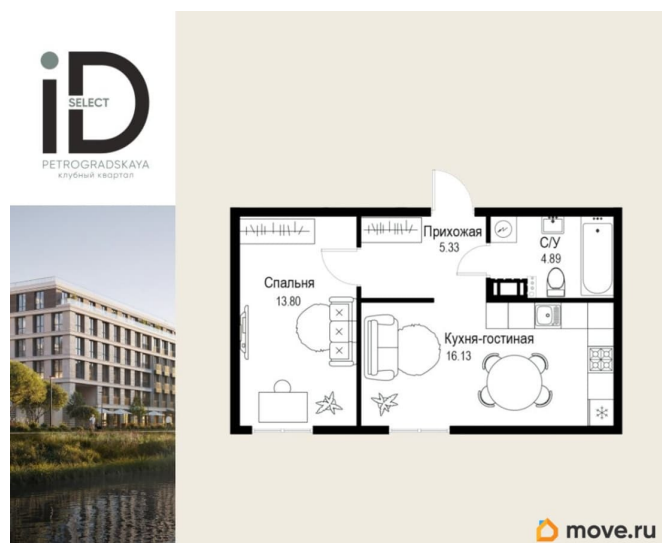 iD
SELECT
PETROGRADSKAYA
клубный квартал
Прихожая
5.33
С/У
4.89
Спальня
13.80
Кухня-гостиная
16.13
move.ru